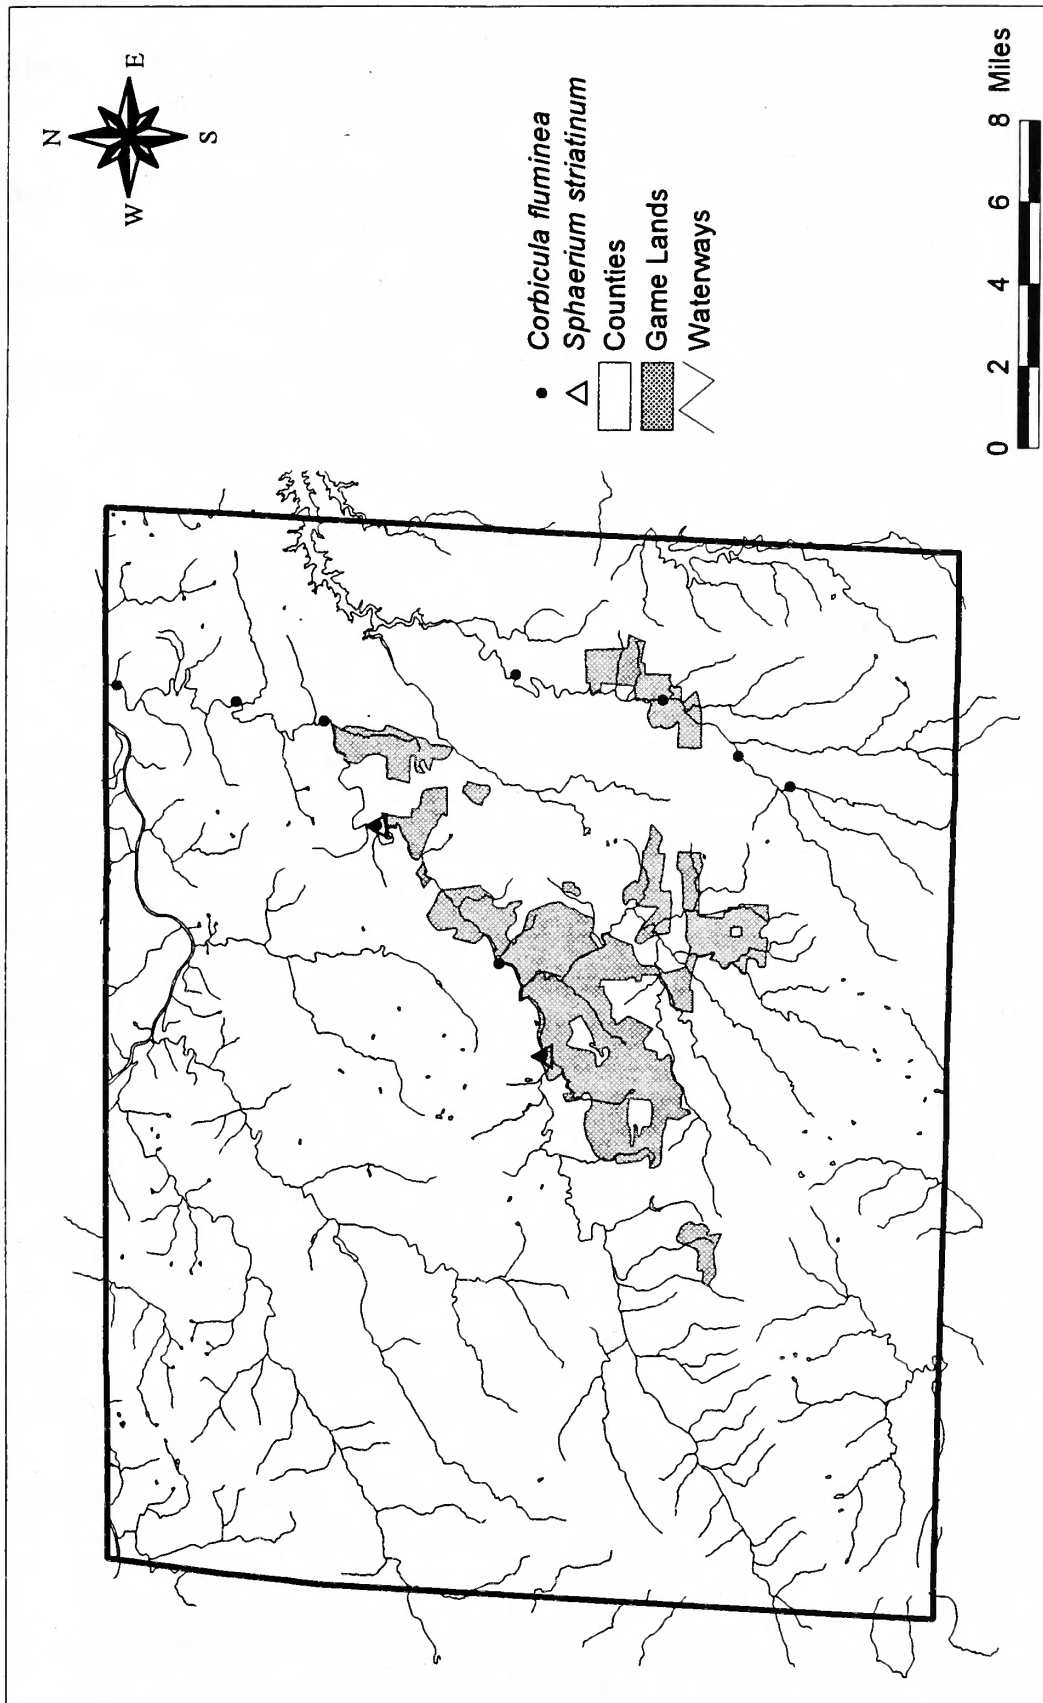 N
W
E
S
Corbicula fluminea
Sphaerium striatinum
Counties
Game Lands
Waterways
0 2 4 6 8 Miles